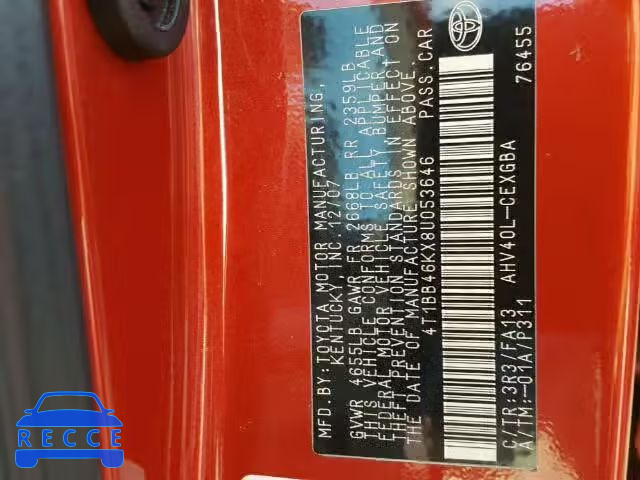 MFD.BY:TOYOTA MOTOR MANUFACTURING,
KENTUCKY, INC. 12/07
GVWR 4655LB GAWR FR 2668LB RR 2359LB
THIS VEHICLE CONFORMS TO ALL APPLICABLE
FEDERAL MOTOR VEHICLE SAFETY, BUMPER, AND
THEFT PREVENTION STANDARDS IN EFFECT ON
THE DATE OF MANUFACTURE SHOWN ABOVE.
4T1BB46KX8U053646 PASS.CAR
C/TR:3R3/FA13 AHV40L-CEXGBA
A/TM:-01A/P311 76455
RECCE